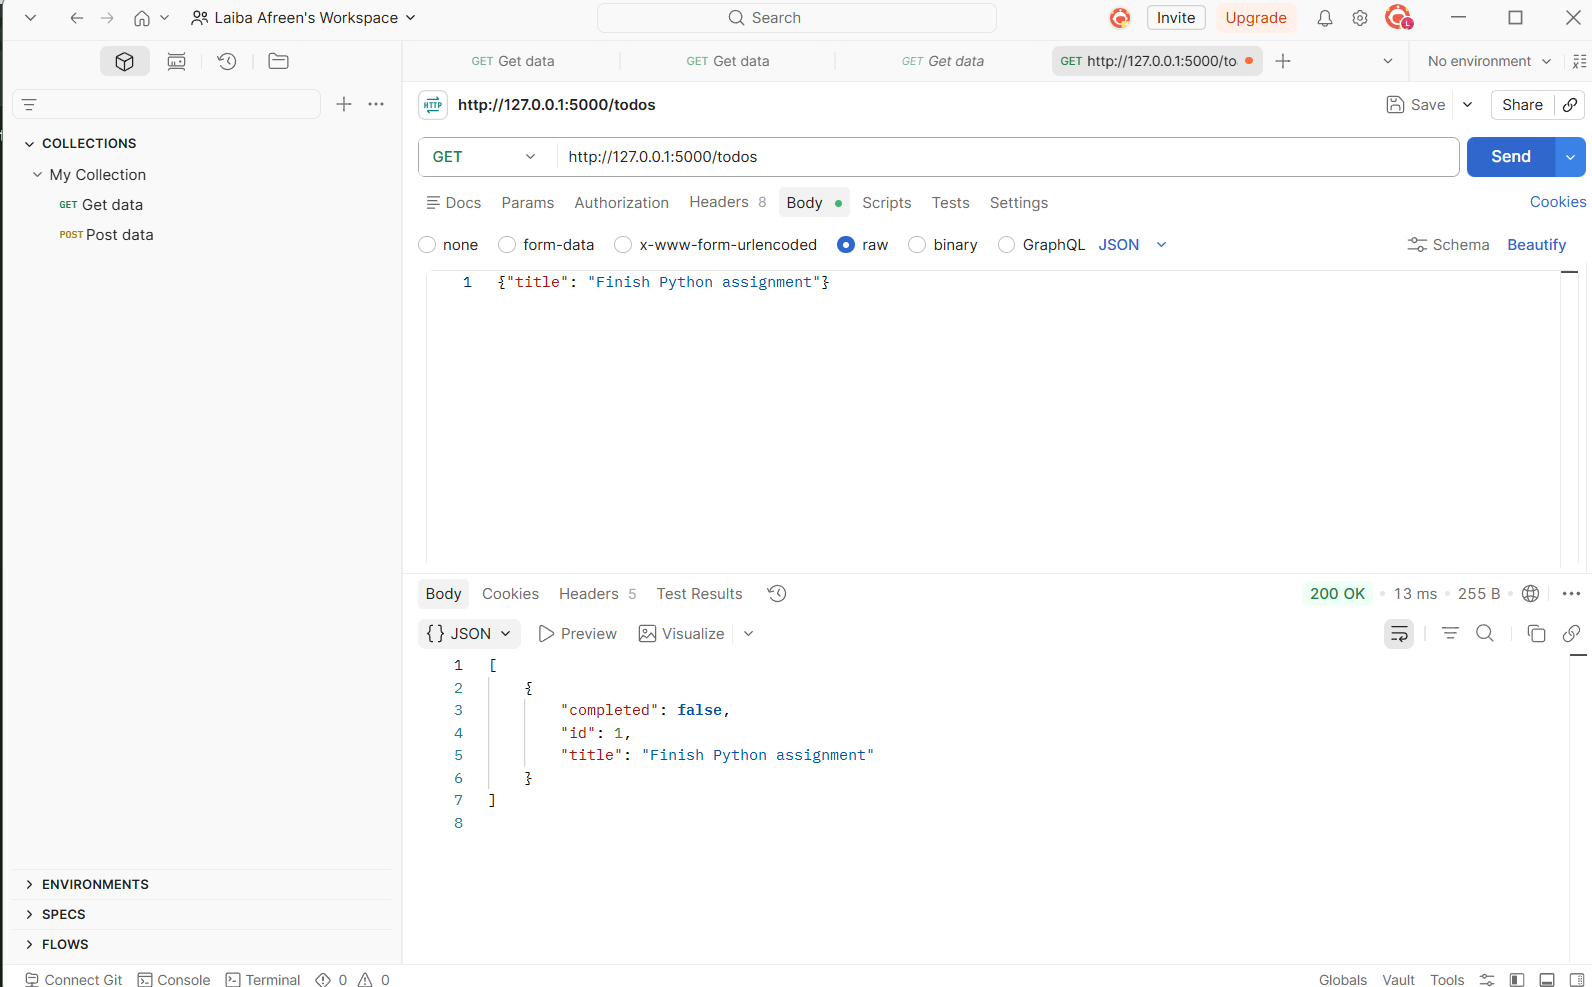 Laiba Afreen's Workspace
Search
Invite
Upgrade
GET Get data
GET Get data
GET Get data
GET http://127.0.0.1:5000/to
No environment
HTTP http://127.0.0.1:5000/todos
Save
Share
COLLECTIONS
My Collection
GET Get data
POST Post data
GET http://127.0.0.1:5000/todos
Send
Docs Params Authorization Headers 8 Body Scripts Tests Settings
Cookies
none form-data x-www-form-urlencoded raw binary GraphQL JSON
Schema Beautify
1 {"title": "Finish Python assignment"}
Body Cookies Headers 5 Test Results
200 OK • 13 ms • 255 B
{} JSON Preview Visualize
1 [
2 {
3 "completed": false,
4 "id": 1,
5 "title": "Finish Python assignment"
6 }
7 ]
8
ENVIRONMENTS
SPECS
FLOWS
Connect Git Console Terminal 0 0
Globals Vault Tools